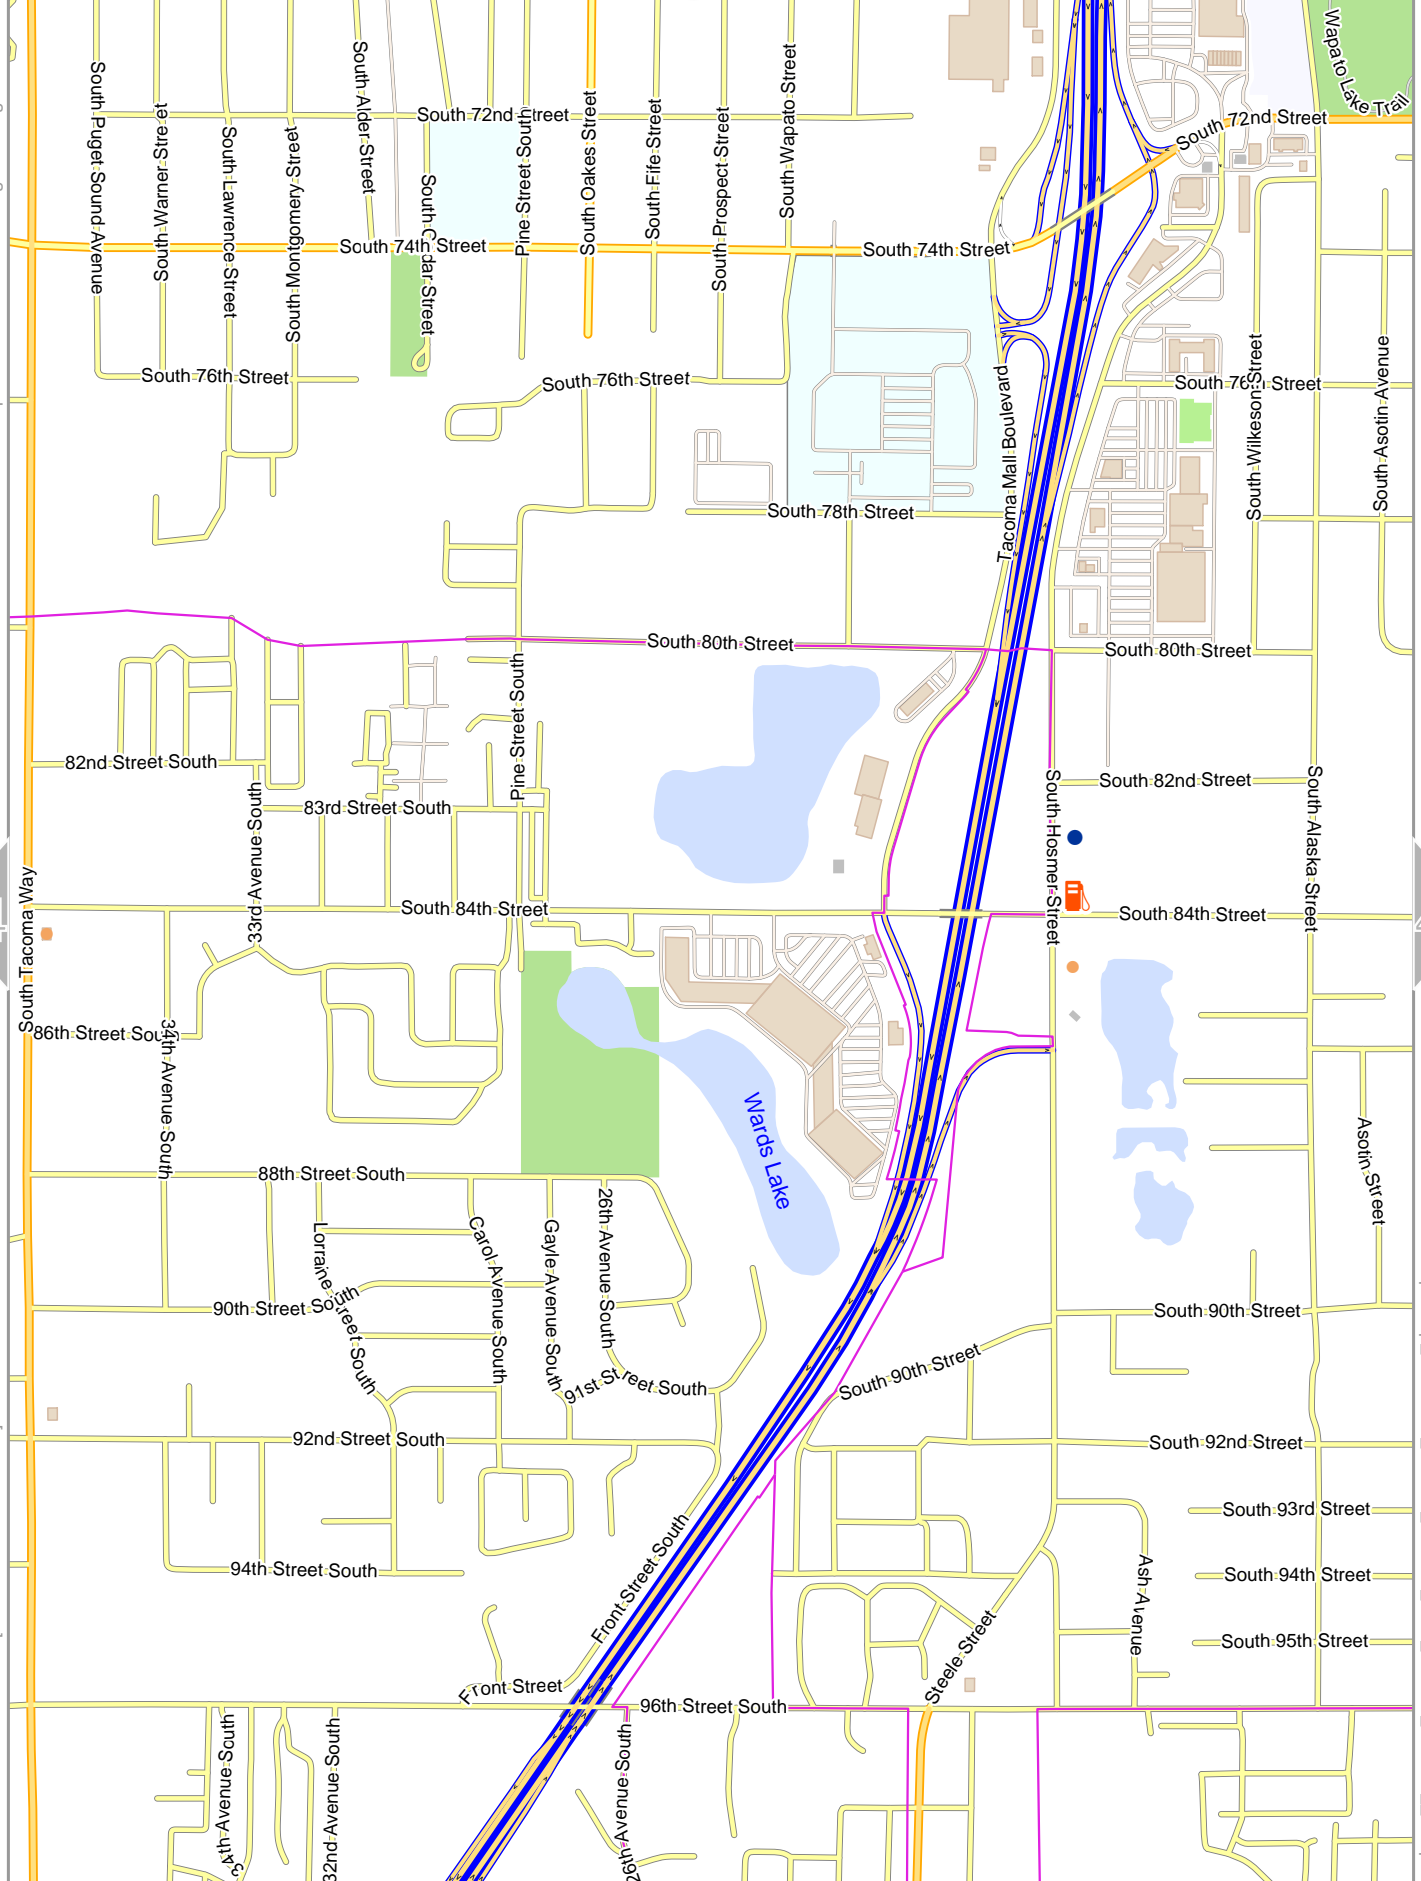 Wapato Lake Trail
South 72nd Street
South 72nd Street
South Puget Sound Avenue
South Warner Street
South Lawrence Street
South Montgomery Street
South Alder Street
South Cedar Street
Pine Street South
South Oakes Street
South Fife Street
South Prospect Street
South Wapato Street
South 74th Street
South 74th Street
South 76th Street
South 76th Street
South 76th Street
South Wilkeson Street
South Asotin Avenue
Tacoma Mall Boulevard
South 78th Street
South 80th Street
South 80th Street
Pine Street South
82nd Street South
South 82nd Street
83rd Street South
33rd Avenue South
South Hosmer Street
South Alaska Street
South Tacoma Way
South 84th Street
South 84th Street
86th Street South
34th Avenue South
Wards Lake
88th Street South
Asotin Street
Lorraine Street South
Carol Avenue South
Gayle Avenue South
26th Avenue South
90th Street South
South 90th Street
South 90th Street
91st Street South
92nd Street South
South 92nd Street
South 93rd Street
Front Street South
94th Street South
South 94th Street
Ash Avenue
Steele Street
South 95th Street
Front Street
96th Street South
34th Avenue South
32nd Avenue South
26th Avenue South